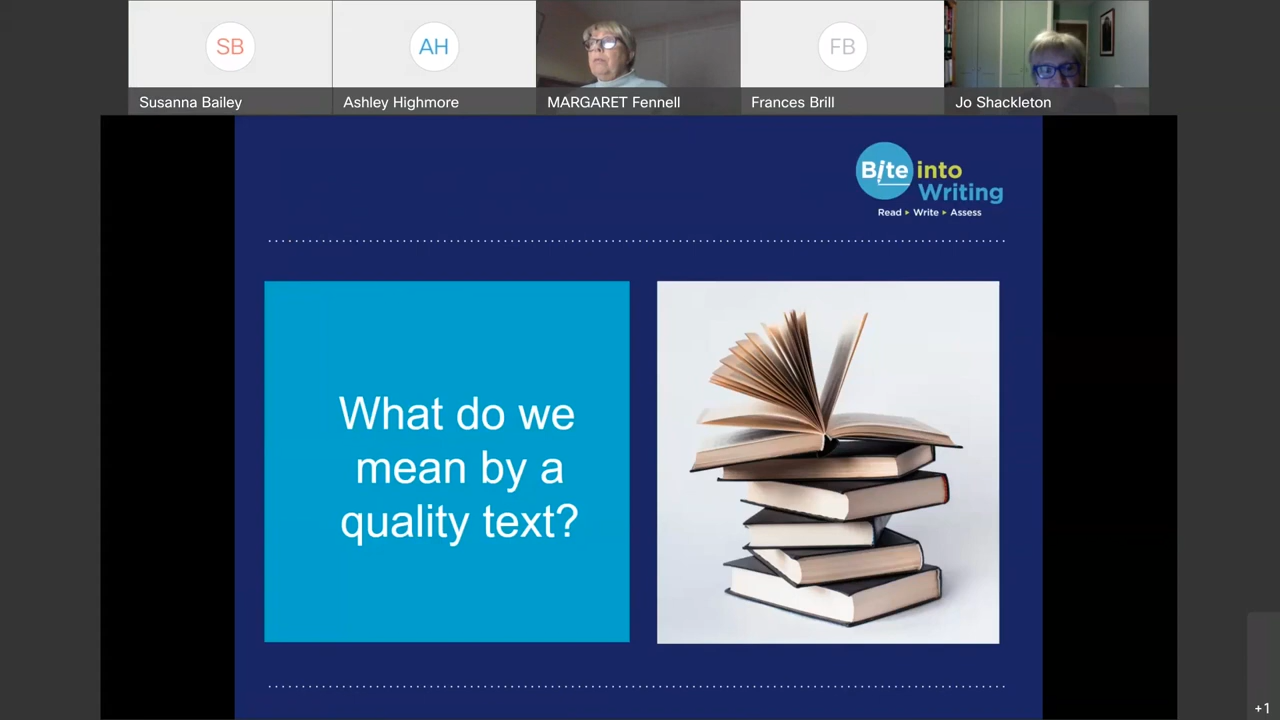 SB
AH
FB
Susanna Bailey
Ashley Highmore
MARGARET Fennell
Frances Brill
Jo Shackleton
Bite into
Writing
Read ▸ Write ▸ Assess
What do we
mean by a
quality text?
+1